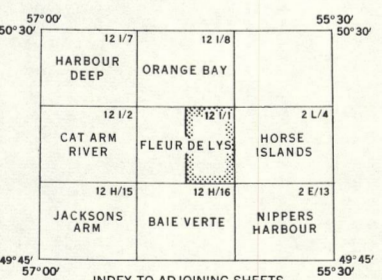 57°00' 55°30'
50°30' 50°30'
12 I/7 12 I/8
HARBOUR DEEP ORANGE BAY
12 I/2 12 I/1 2 L/4
CAT ARM RIVER FLEUR DE LYS HORSE ISLANDS
12 H/15 12 H/16 2 E/13
JACKSONS ARM BAIE VERTE NIPPERS HARBOUR
49°45' 49°45'
57°00' 55°30'
INDEX TO ADJOINING SHEETS